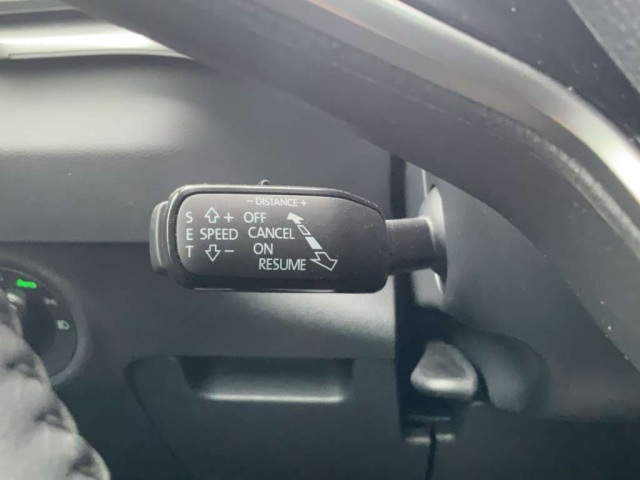 - DISTANCE +
S + OFF
E SPEED CANCEL
T - ON
RESUME